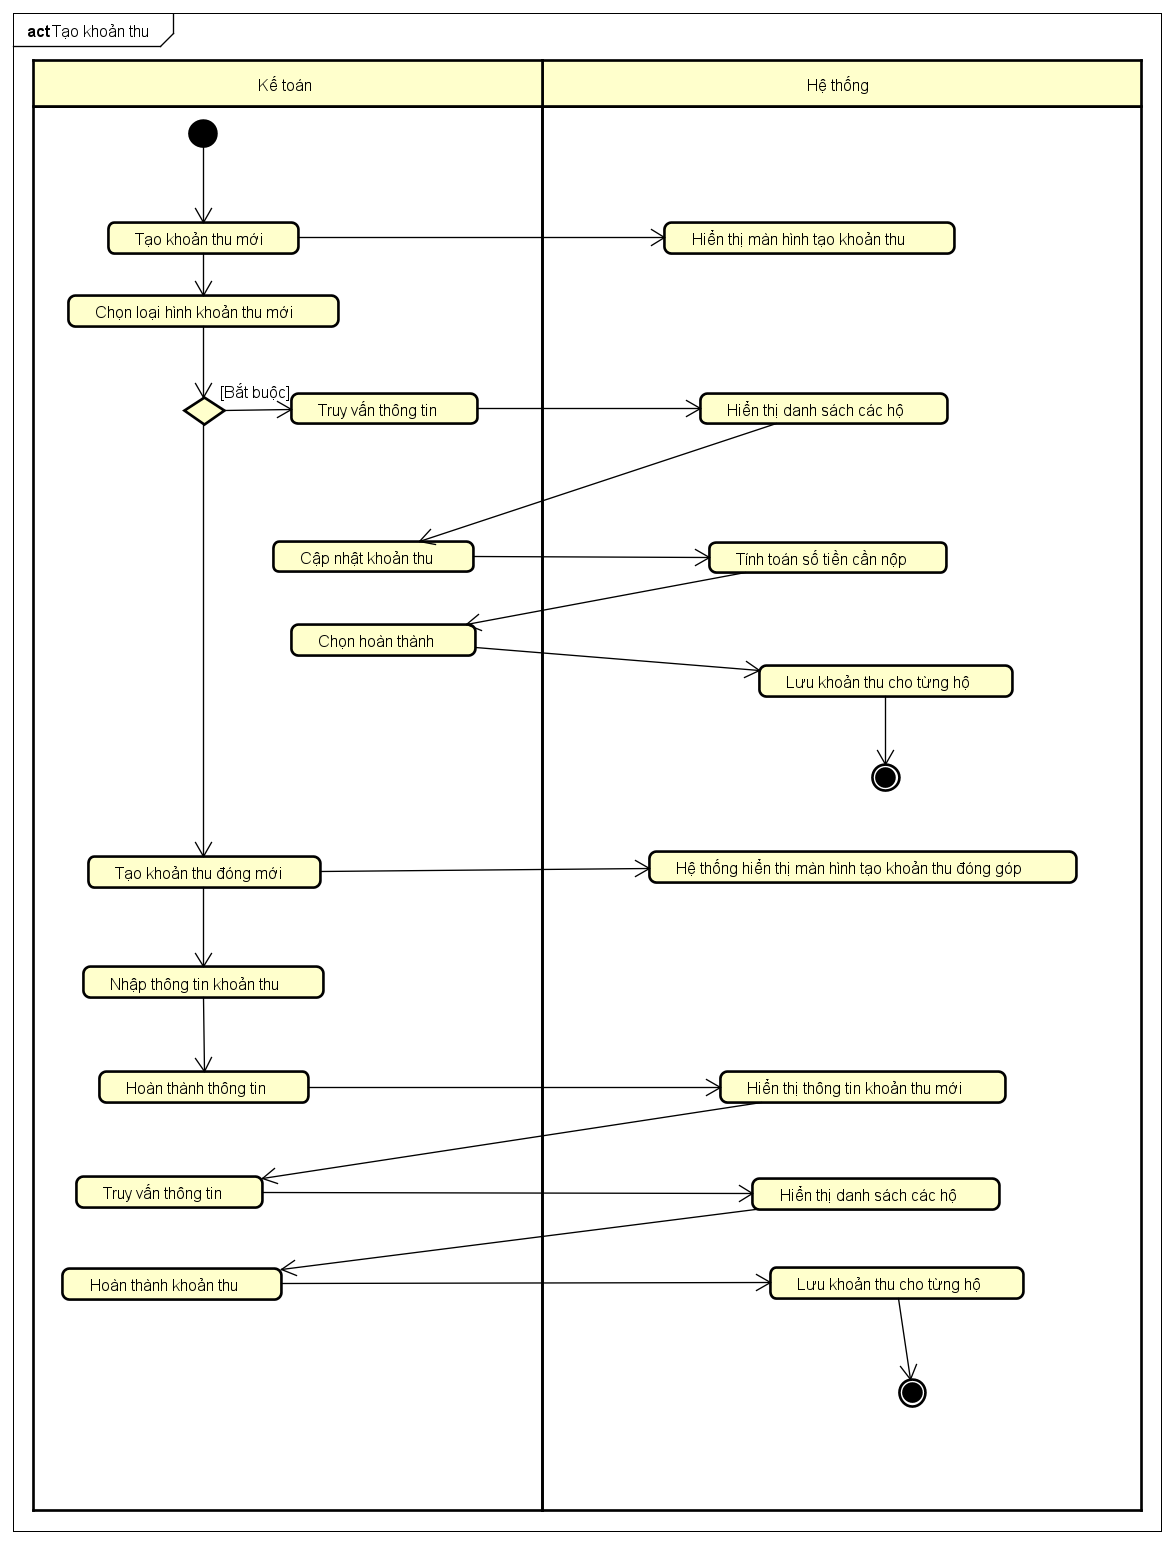 act Tạo khoản thu
Kế toán
Hệ thống
Tạo khoản thu mới
Hiển thị màn hình tạo khoản thu
Chọn loại hình khoản thu mới
[Bắt buộc]
Truy vấn thông tin
Hiển thị danh sách các hộ
Cập nhật khoản thu
Tính toán số tiền cần nộp
Chọn hoàn thành
Lưu khoản thu cho từng hộ
Tạo khoản thu đóng mới
Hệ thống hiển thị màn hình tạo khoản thu đóng góp
Nhập thông tin khoản thu
Hoàn thành thông tin
Hiển thị thông tin khoản thu mới
Truy vấn thông tin
Hiển thị danh sách các hộ
Hoàn thành khoản thu
Lưu khoản thu cho từng hộ